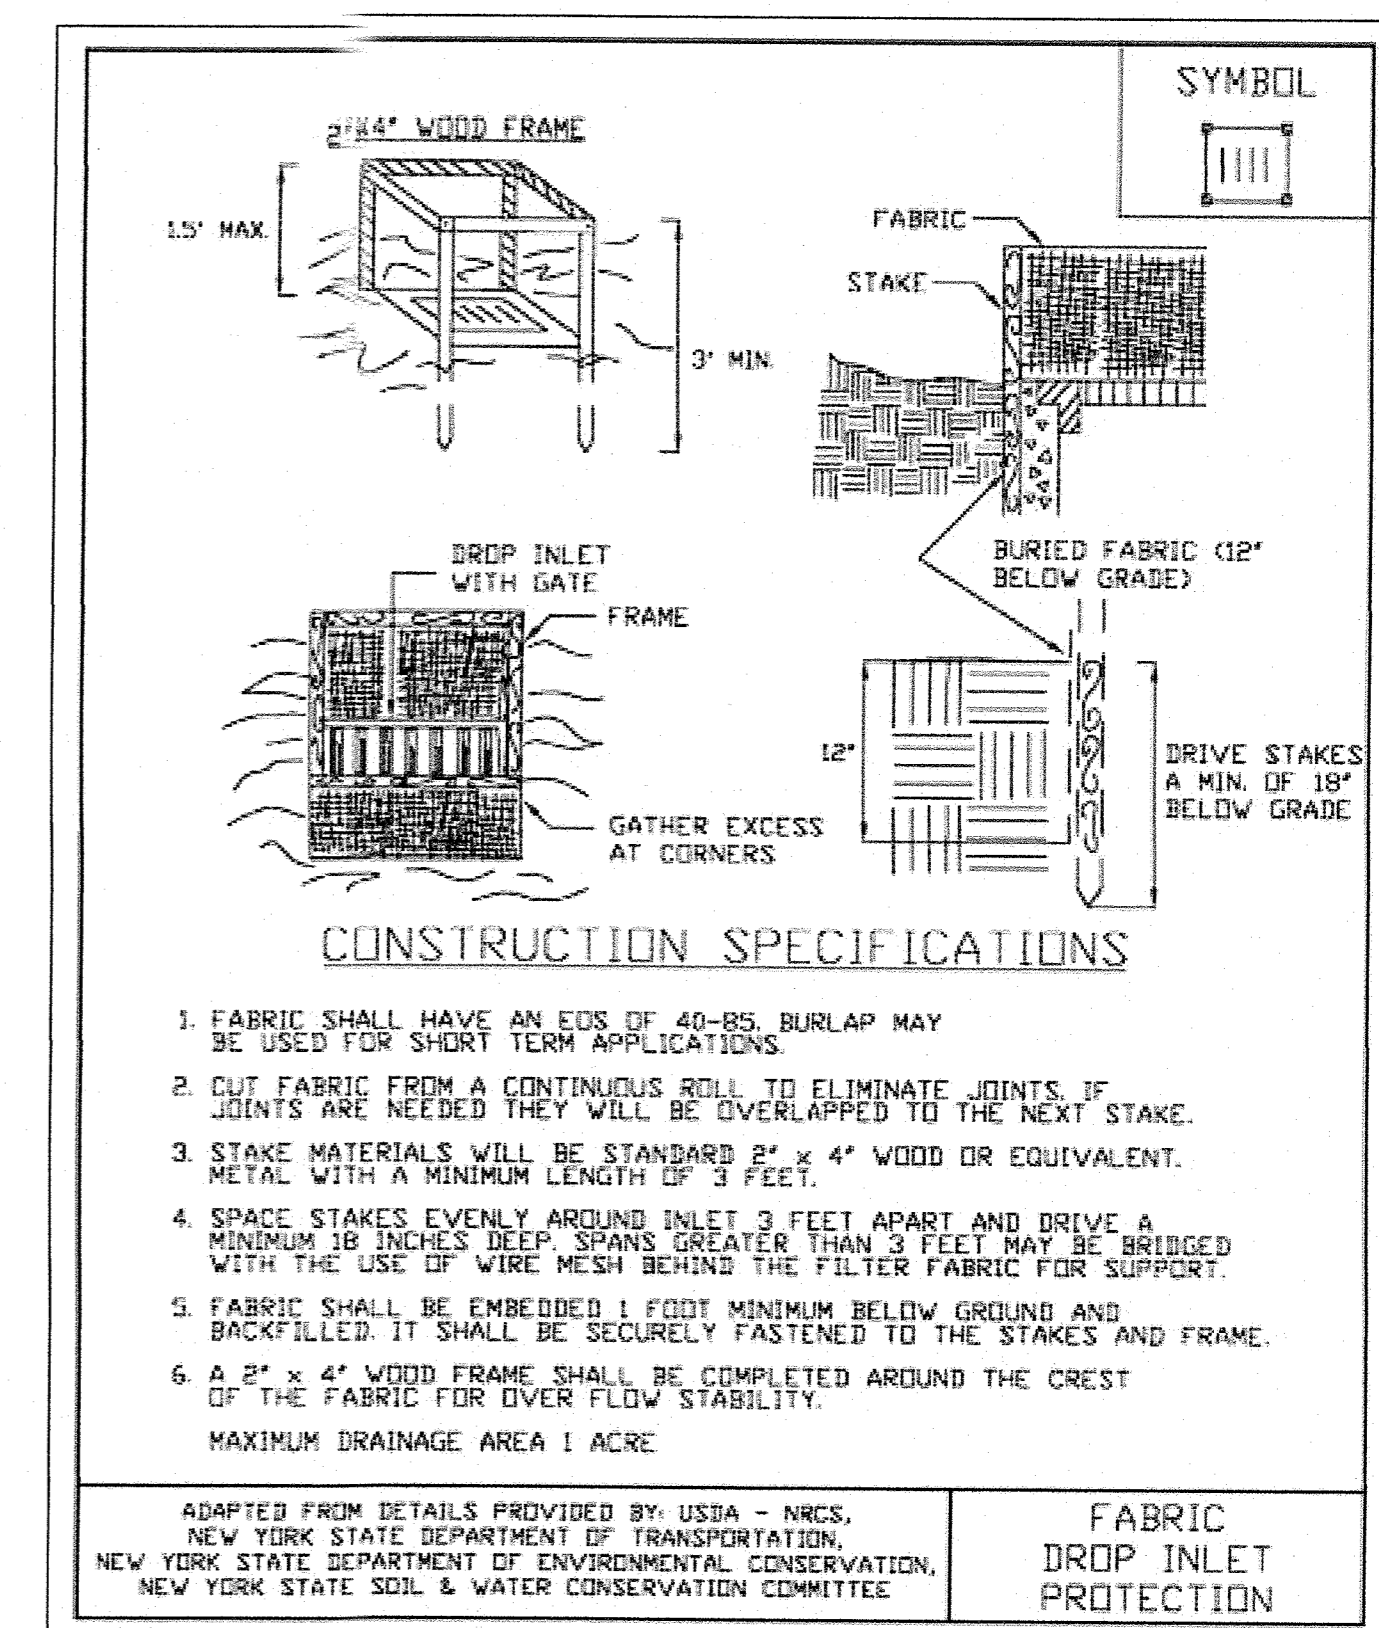 SYMBOL
2"X4" WOOD FRAME
1.5' MAX.
3' MIN.
FABRIC
STAKE
BURIED FABRIC (12"
BELOW GRADE)
DROP INLET
WITH GATE
FRAME
GATHER EXCESS
AT CORNERS
12"
DRIVE STAKES
A MIN. OF 18"
BELOW GRADE
CONSTRUCTION SPECIFICATIONS
1. FABRIC SHALL HAVE AN EOS OF 40-85. BURLAP MAY
BE USED FOR SHORT TERM APPLICATIONS.
2. CUT FABRIC FROM A CONTINUOUS ROLL TO ELIMINATE JOINTS. IF
JOINTS ARE NEEDED THEY WILL BE OVERLAPPED TO THE NEXT STAKE.
3. STAKE MATERIALS WILL BE STANDARD 2" x 4" WOOD OR EQUIVALENT.
METAL WITH A MINIMUM LENGTH OF 3 FEET.
4. SPACE STAKES EVENLY AROUND INLET 3 FEET APART AND DRIVE A
MINIMUM 18 INCHES DEEP. SPANS GREATER THAN 3 FEET MAY BE BRIDGED
WITH THE USE OF WIRE MESH BEHIND THE FILTER FABRIC FOR SUPPORT.
5. FABRIC SHALL BE EMBEDDED 1 FOOT MINIMUM BELOW GROUND AND
BACKFILLED. IT SHALL BE SECURELY FASTENED TO THE STAKES AND FRAME.
6. A 2" x 4" WOOD FRAME SHALL BE COMPLETED AROUND THE CREST
OF THE FABRIC FOR OVER FLOW STABILITY.
MAXIMUM DRAINAGE AREA 1 ACRE
ADAPTED FROM DETAILS PROVIDED BY: USDA - NRCS,
NEW YORK STATE DEPARTMENT OF TRANSPORTATION,
NEW YORK STATE DEPARTMENT OF ENVIRONMENTAL CONSERVATION,
NEW YORK STATE SOIL & WATER CONSERVATION COMMITTEE
FABRIC
DROP INLET
PROTECTION